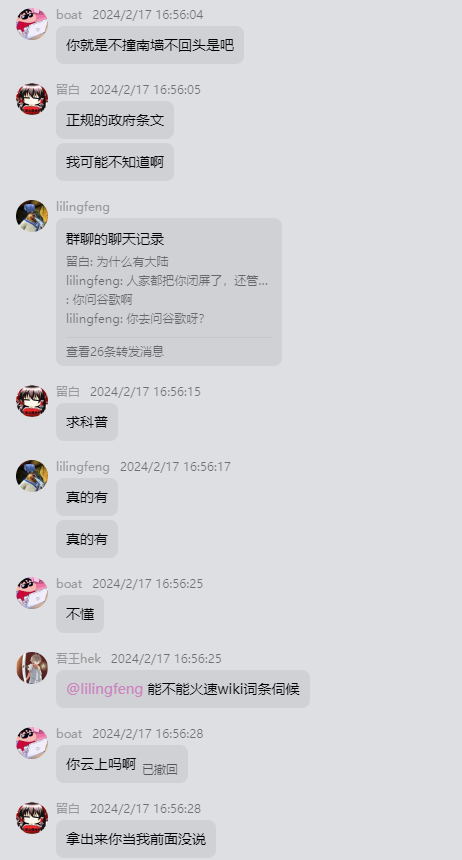 boat 2024/2/17 16:56:04
你就是不撞南墙不回头是吧
留白 2024/2/17 16:56:05
正规的政府条文
我可能不知道啊
lilingfeng
群聊的聊天记录
留白: 为什么有大陆
lilingfeng: 人家都把你闭屏了，还管...
: 你问谷歌啊
lilingfeng: 你去问谷歌呀？
查看26条转发消息
留白 2024/2/17 16:56:15
求科普
lilingfeng 2024/2/17 16:56:17
真的有
真的有
boat 2024/2/17 16:56:25
不懂
吾王hek 2024/2/17 16:56:25
@lilingfeng 能不能火速wiki词条伺候
boat 2024/2/17 16:56:28
你云上吗啊 已撤回
留白 2024/2/17 16:56:28
拿出来你当我前面没说